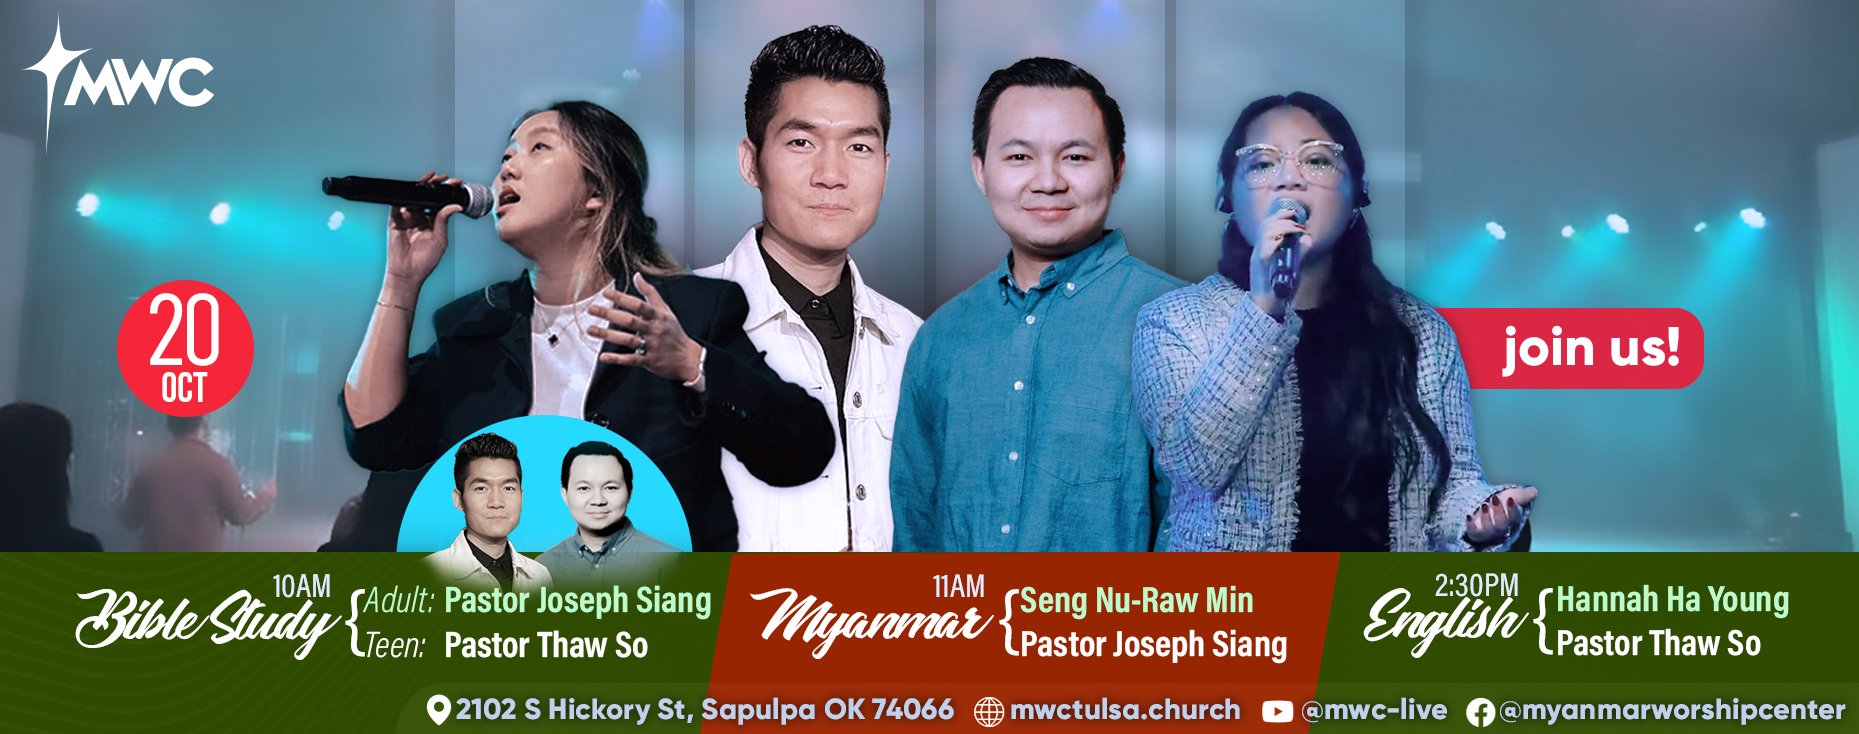 MWC
20
OCT
join us!
10AM
Bible Study
Adult: Pastor Joseph Siang
Teen: Pastor Thaw So
11AM
Myanmar
Seng Nu-Raw Min
Pastor Joseph Siang
2:30PM
English
Hannah Ha Young
Pastor Thaw So
2102 S Hickory St, Sapulpa OK 74066
mwctulsa.church
@mwc-live
@myanmarworshipcenter